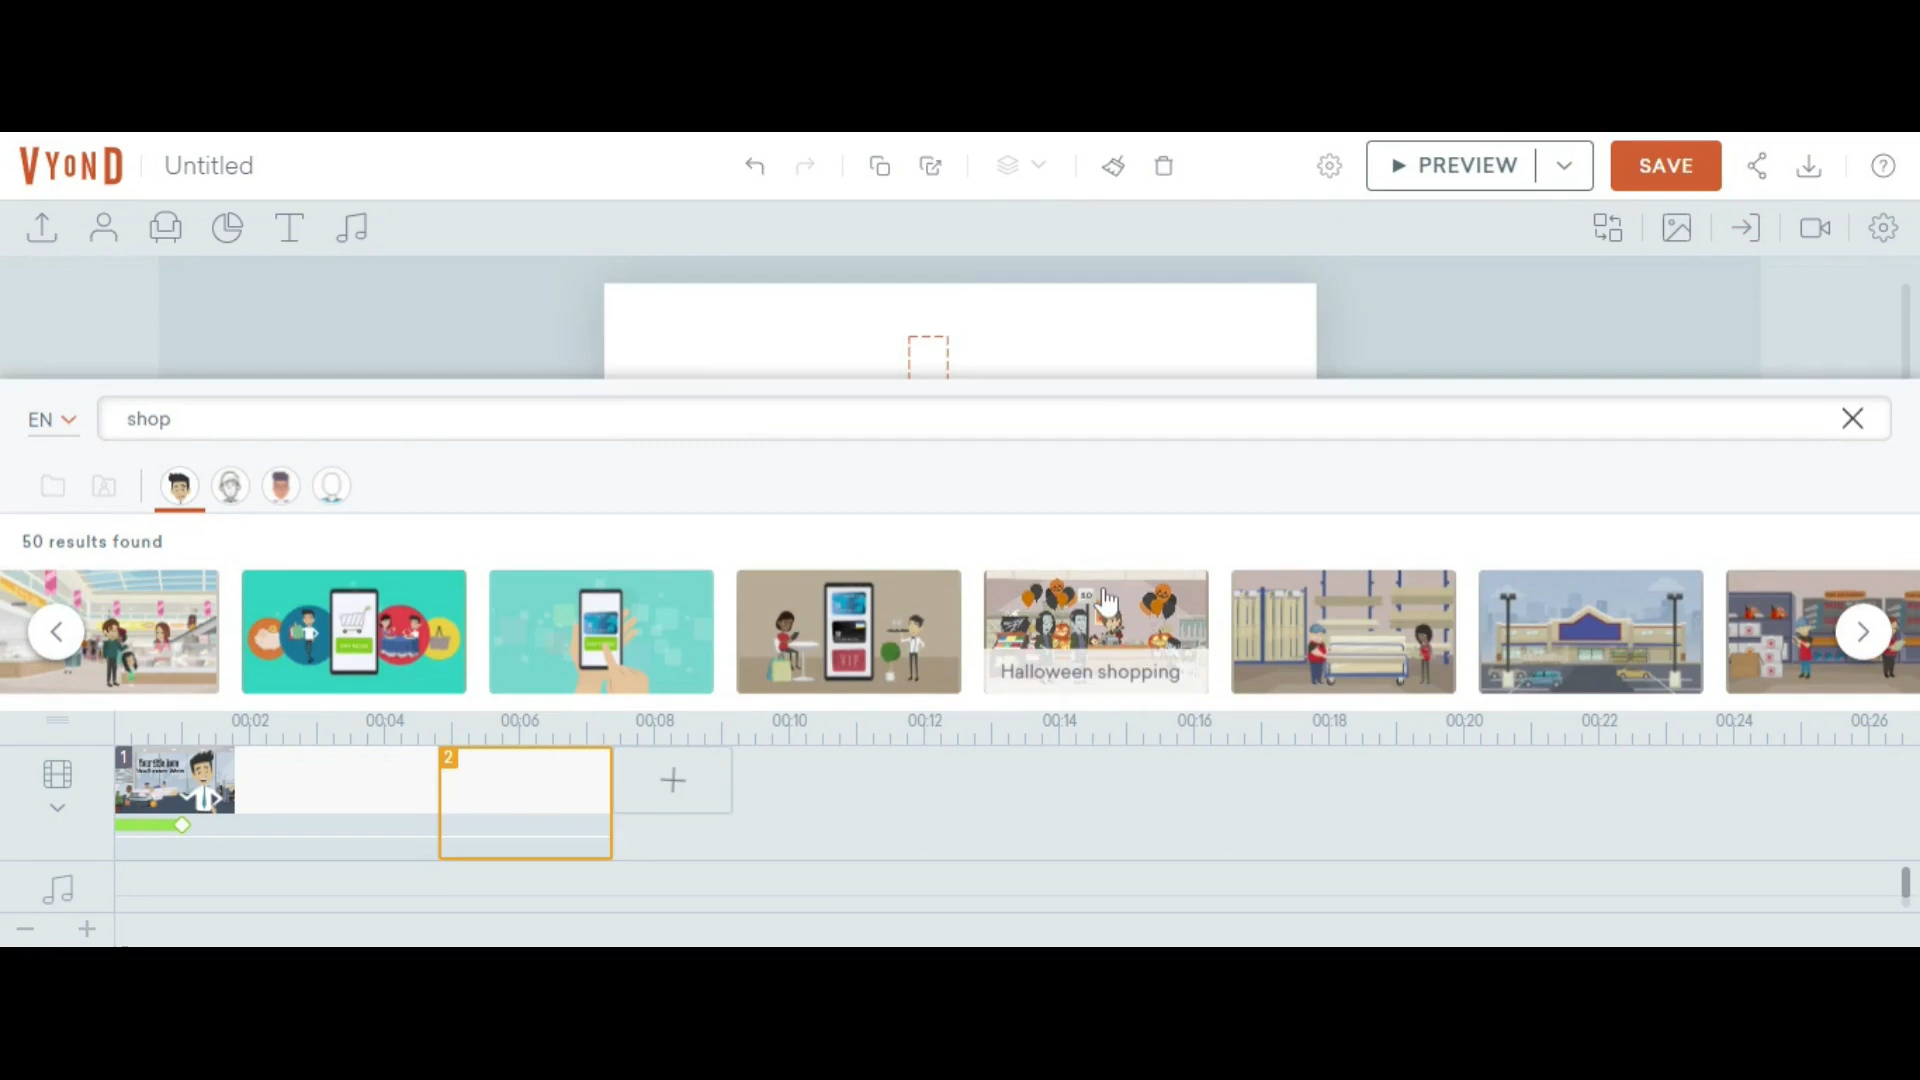 VYOND
Untitled
PREVIEW
SAVE
EN
shop
50 results found
VIP
Halloween shopping
00:02
00:04
00:06
00:08
00:10
00:12
00:14
00:16
00:18
00:20
00:22
00:24
00:26
1
2